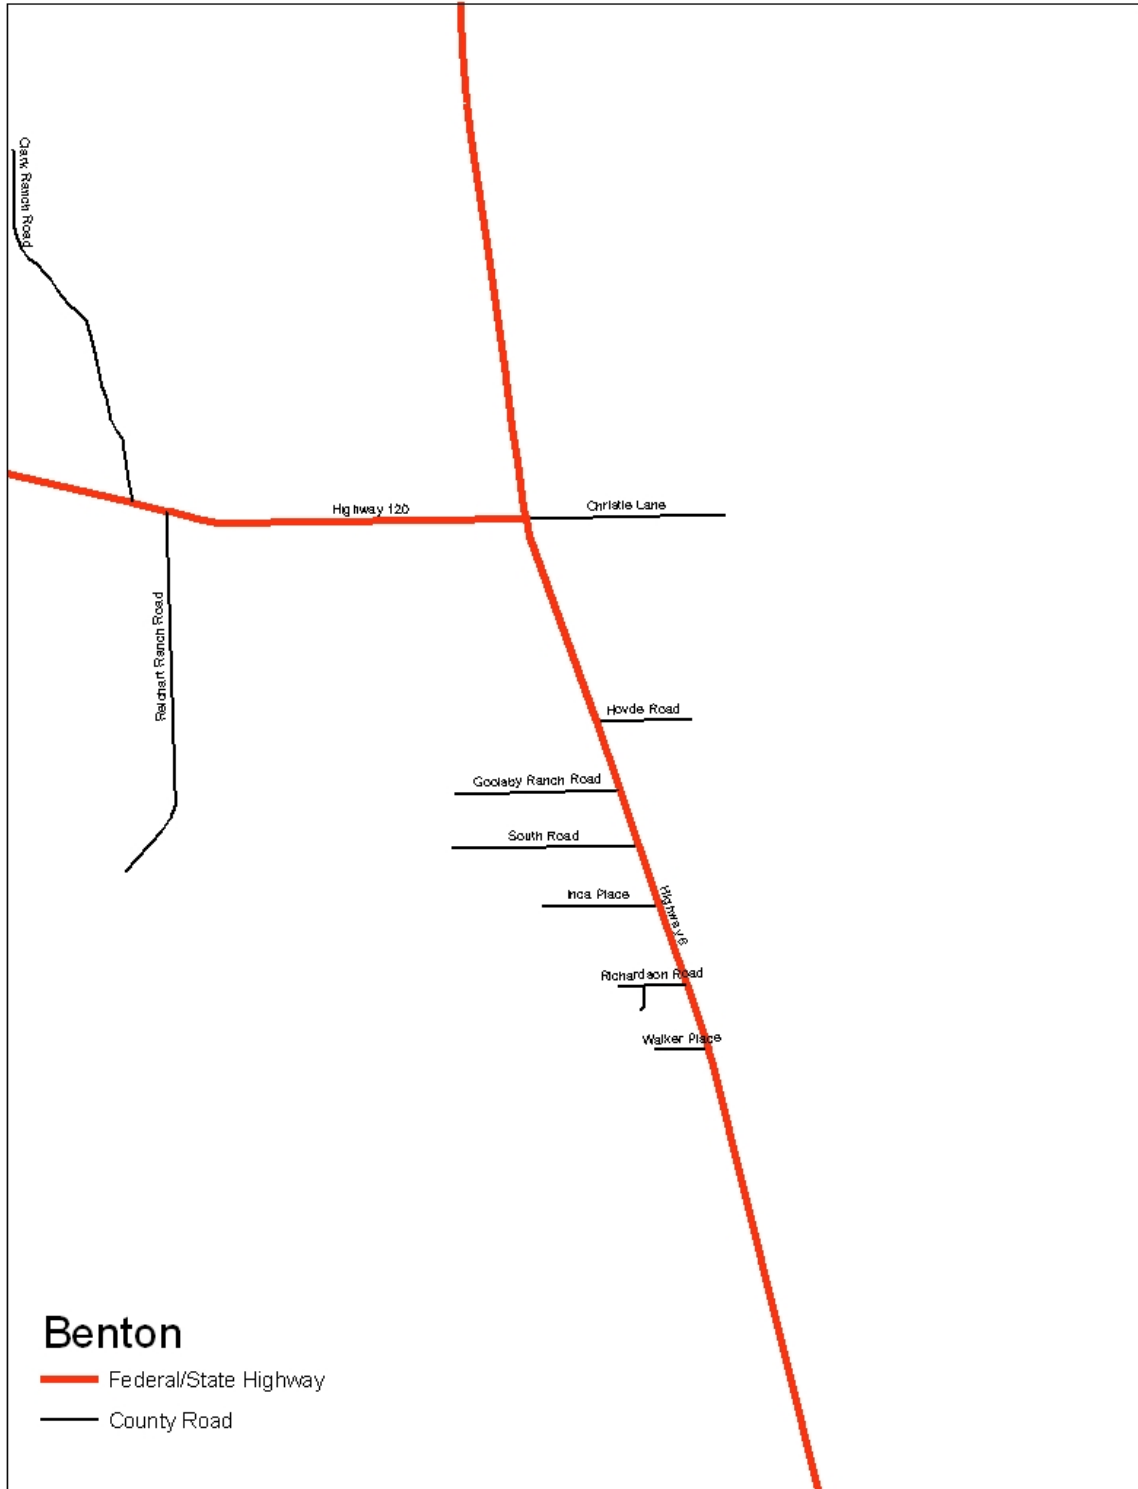 Clark Ranch Road
Highway 120
Christie Lane
Reichart Ranch Road
Hovde Road
Goolsby Ranch Road
South Road
Inca Place
Highway 6
Richardson Road
Walker Place
Benton
Federal/State Highway
County Road